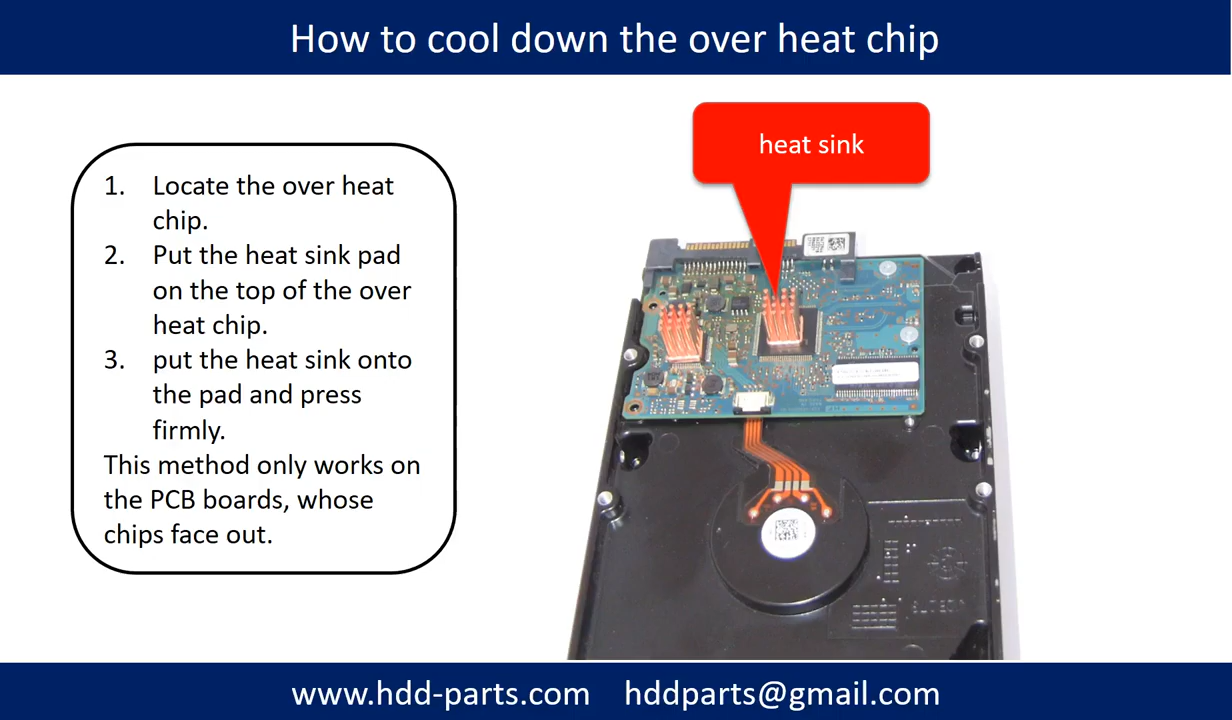 How to cool down the over heat chip
heat sink
1. Locate the over heat
chip.
2. Put the heat sink pad
on the top of the over
heat chip.
3. put the heat sink onto
the pad and press
firmly.
This method only works on
the PCB boards, whose
chips face out.
www.hdd-parts.com hddparts@gmail.com